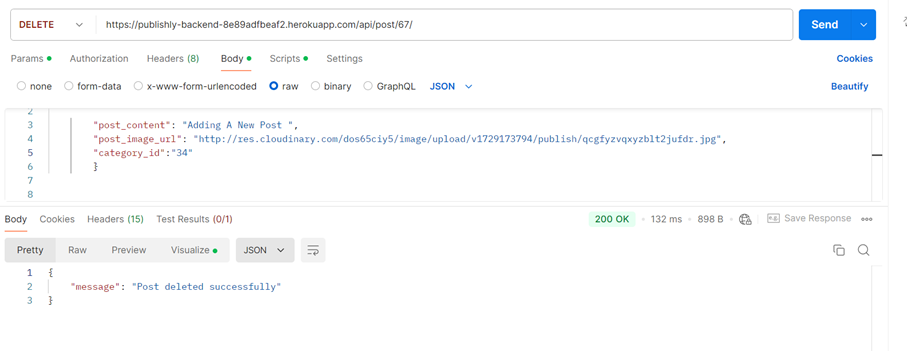 DELETE https://publishly-backend-8e89adfbeaf2.herokuapp.com/api/post/67/ Send
Params Authorization Headers (8) Body Scripts Settings Cookies
none form-data x-www-form-urlencoded raw binary GraphQL JSON Beautify
2
3 "post_content": "Adding A New Post ",
4 "post_image_url": "http://res.cloudinary.com/dos65ciy5/image/upload/v1729173794/publish/qcgfyzvqxyzblt2jufdr.jpg",
5 "category_id":"34"
6 }
7
8
Body Cookies Headers (15) Test Results (0/1) 200 OK 132 ms 898 B Save Response
Pretty Raw Preview Visualize JSON
1 {
2 "message": "Post deleted successfully"
3 }